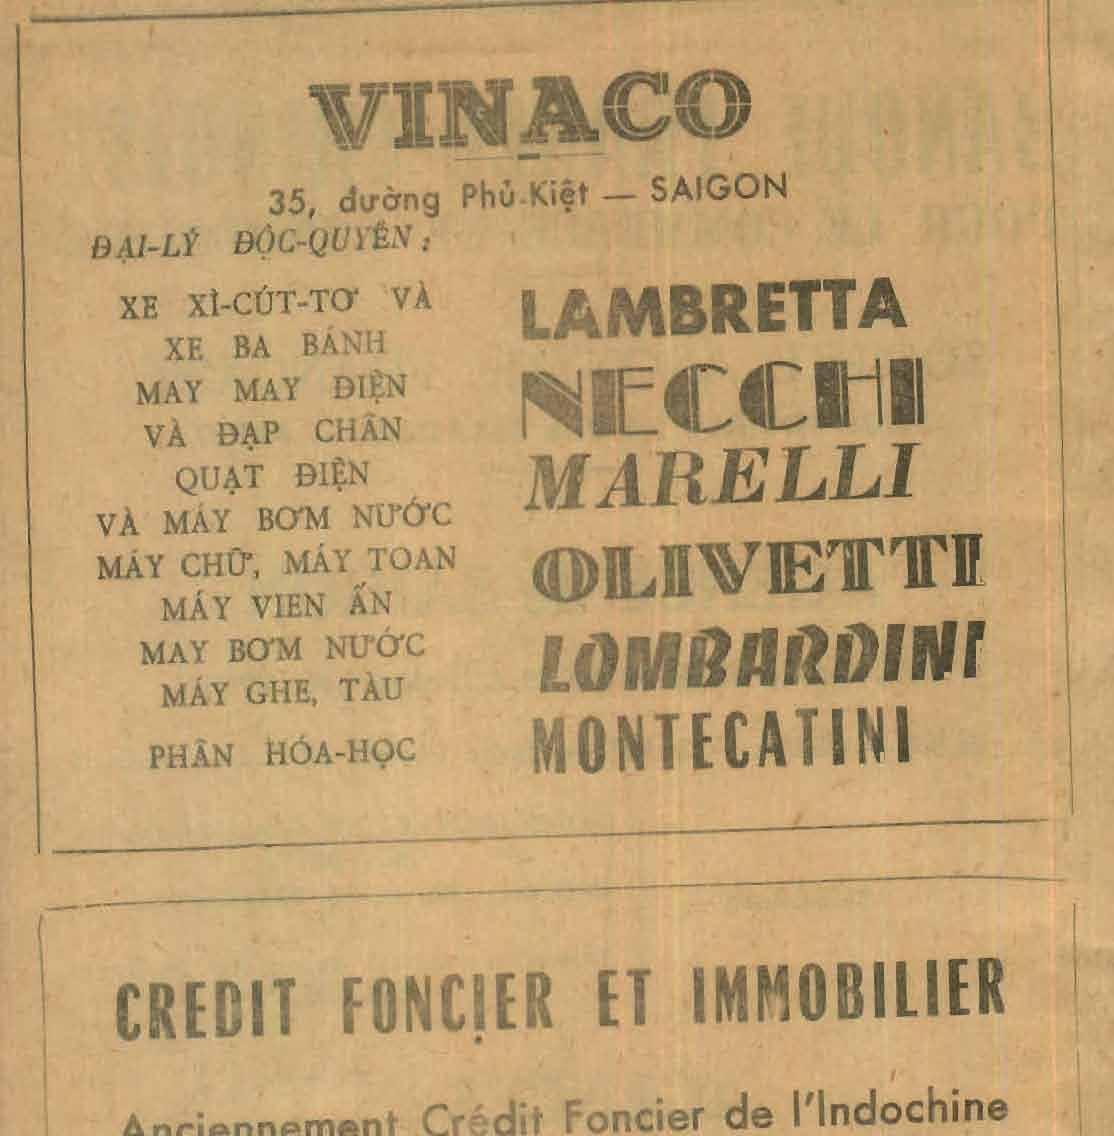 VINACO
35, đường Phủ-Kiệt — SAIGON
ĐẠI-LÝ ĐỘC-QUYỀN :
XE XÌ-CÚT-TƠ VÀ
XE BA BÁNH
LAMBRETTA
MAY MAY ĐIỆN
VÀ ĐẠP CHÂN
NECCHI
QUẠT ĐIỆN
VÀ MÁY BƠM NƯỚC
MARELLI
MÁY CHỮ, MÁY TOAN
MÁY VIEN ẤN
OLIVETTI
MAY BƠM NƯỚC
MÁY GHE, TÀU
LOMBARDINI
PHÂN HÓA-HỌC
MONTECATINI
CREDIT FONCIER ET IMMOBILIER
Anciennement Crédit Foncier de l'Indochine